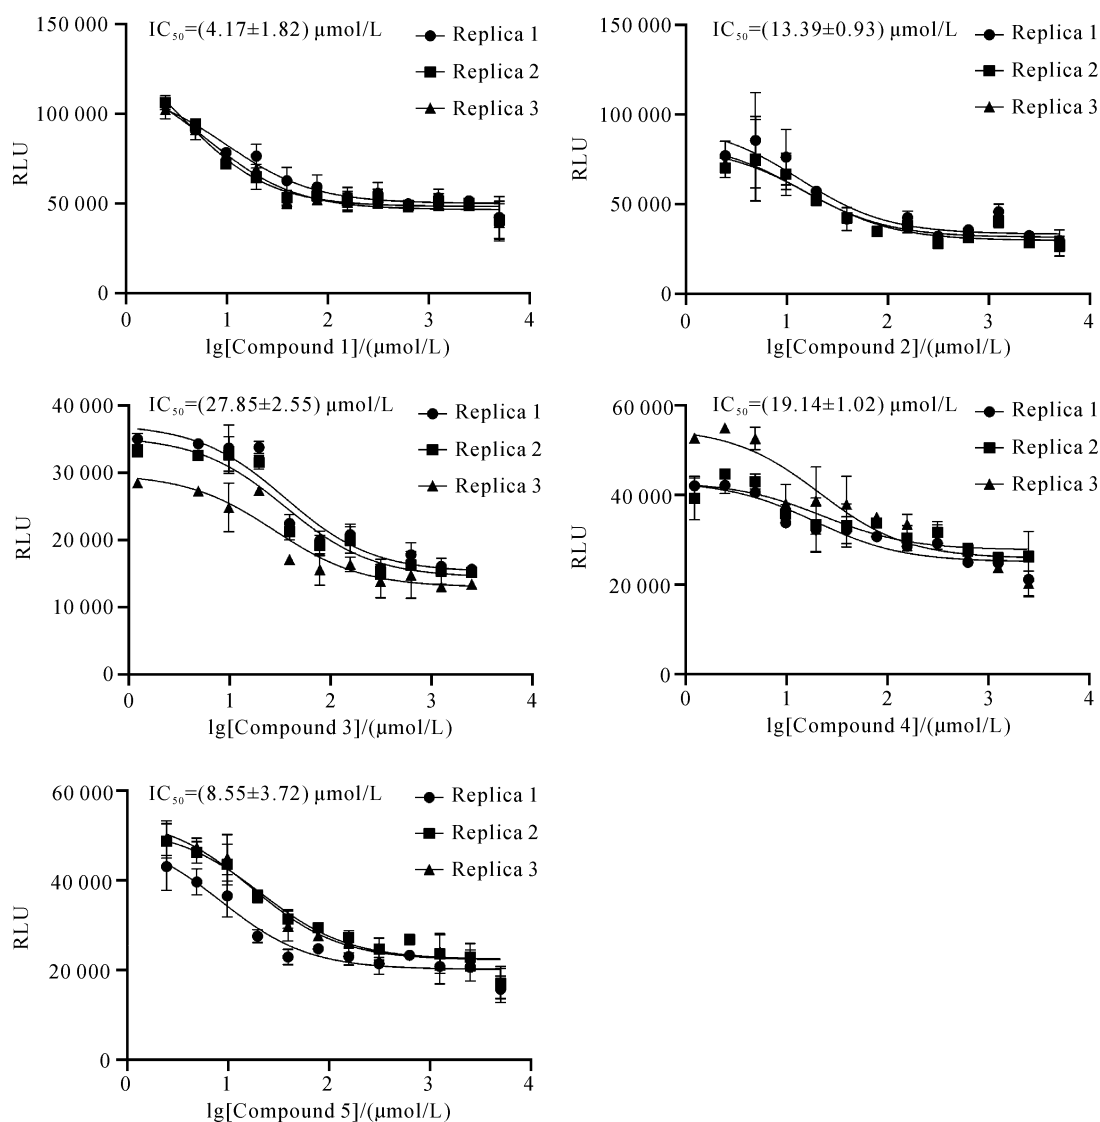 IC50=(4.17±1.82) μmol/L
Replica 1
Replica 2
Replica 3
150 000
100 000
50 000
0
RLU
0 1 2 3 4
lg[Compound 1]/(μmol/L)
IC50=(13.39±0.93) μmol/L
Replica 1
Replica 2
Replica 3
150 000
100 000
50 000
0
RLU
0 1 2 3 4
lg[Compound 2]/(μmol/L)
IC50=(27.85±2.55) μmol/L
Replica 1
Replica 2
Replica 3
40 000
30 000
20 000
10 000
0
RLU
0 1 2 3 4
lg[Compound 3]/(μmol/L)
IC50=(19.14±1.02) μmol/L
Replica 1
Replica 2
Replica 3
60 000
40 000
20 000
0
RLU
0 1 2 3 4
lg[Compound 4]/(μmol/L)
IC50=(8.55±3.72) μmol/L
Replica 1
Replica 2
Replica 3
60 000
40 000
20 000
0
RLU
0 1 2 3 4
lg[Compound 5]/(μmol/L)